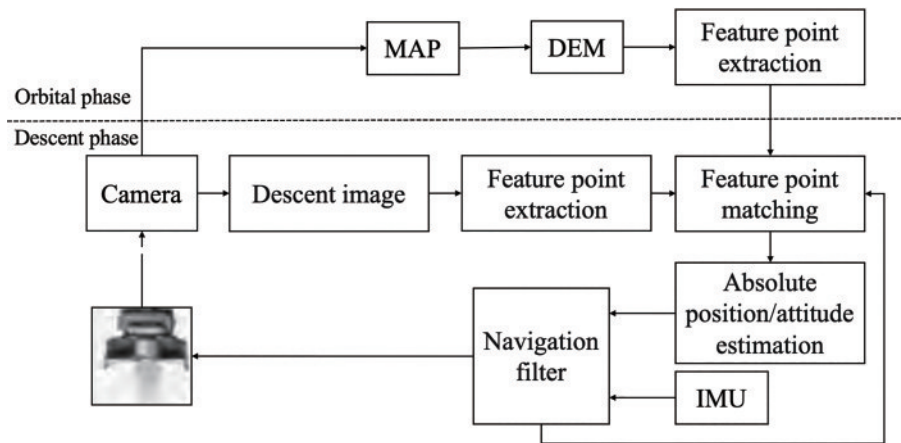 MAP
DEM
Feature point
extraction
Orbital phase
Descent phase
Camera
Descent image
Feature point
extraction
Feature point
matching
Absolute
position/attitude
estimation
Navigation
filter
IMU